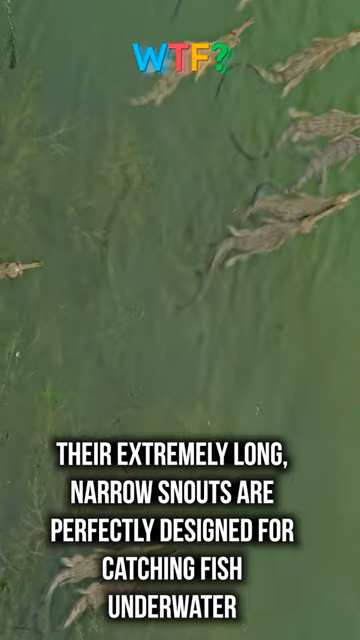 WTF?
THEIR EXTREMELY LONG,
NARROW SNOUTS ARE
PERFECTLY DESIGNED FOR
CATCHING FISH
UNDERWATER